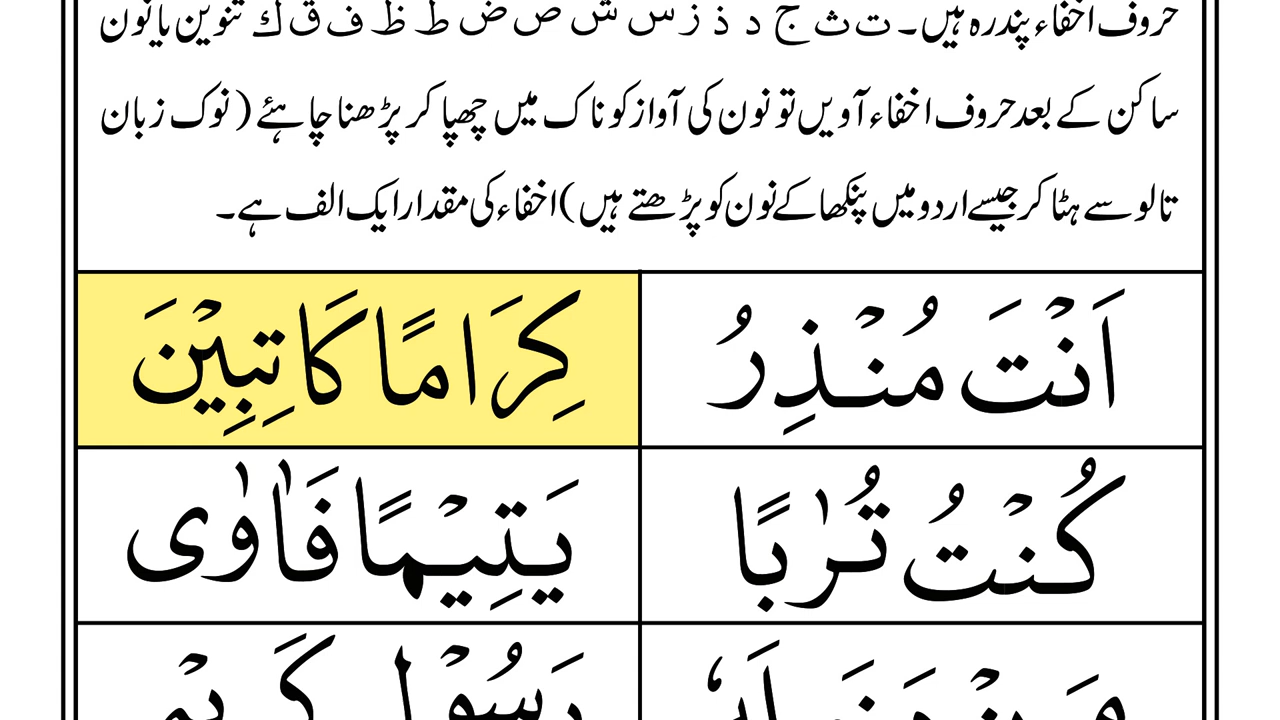 حروف اخفاء پندرہ ہیں۔ ت ث ج د ذ ز س ش ص ض ط ظ ف ق ك تنوین یا نون
ساکن کے بعد حروف اخفاء آویں تو نون کی آواز کو ناک میں چھپا کر پڑھنا چاہئے (نوک زبان
تالو سے ہٹا کر جیسے اردو میں پنکھا کے نون کو پڑھتے ہیں) اخفاء کی مقدار ایک الف ہے۔
اَنْتَ مُنْذِرُ
كِرَامًا كَاتِبِيْنَ
كُنْتُ تُرٰبًا
يَتِيْمًا فَاٰوٰى
رَسُوْلٍ كَرِيْمٍ